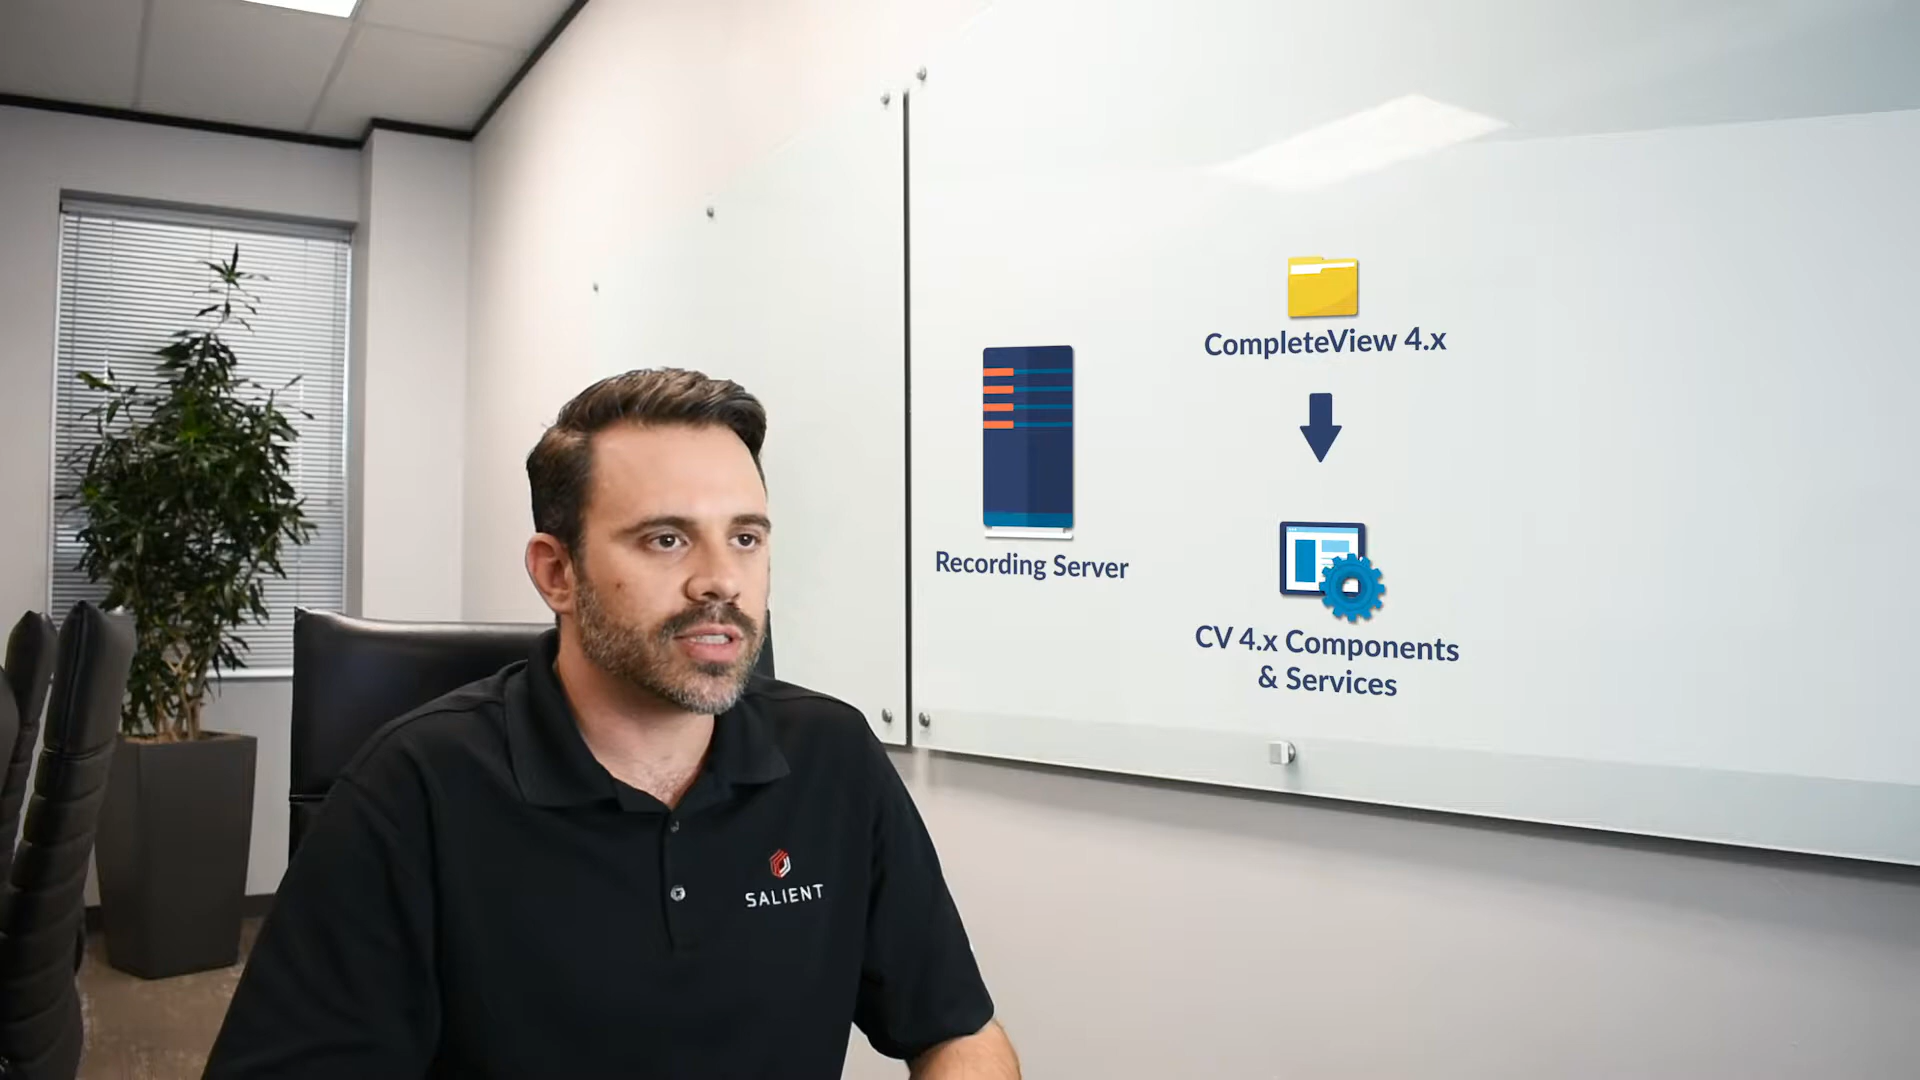 CompleteView 4.x
Recording Server
CV 4.x Components
& Services
SALIENT